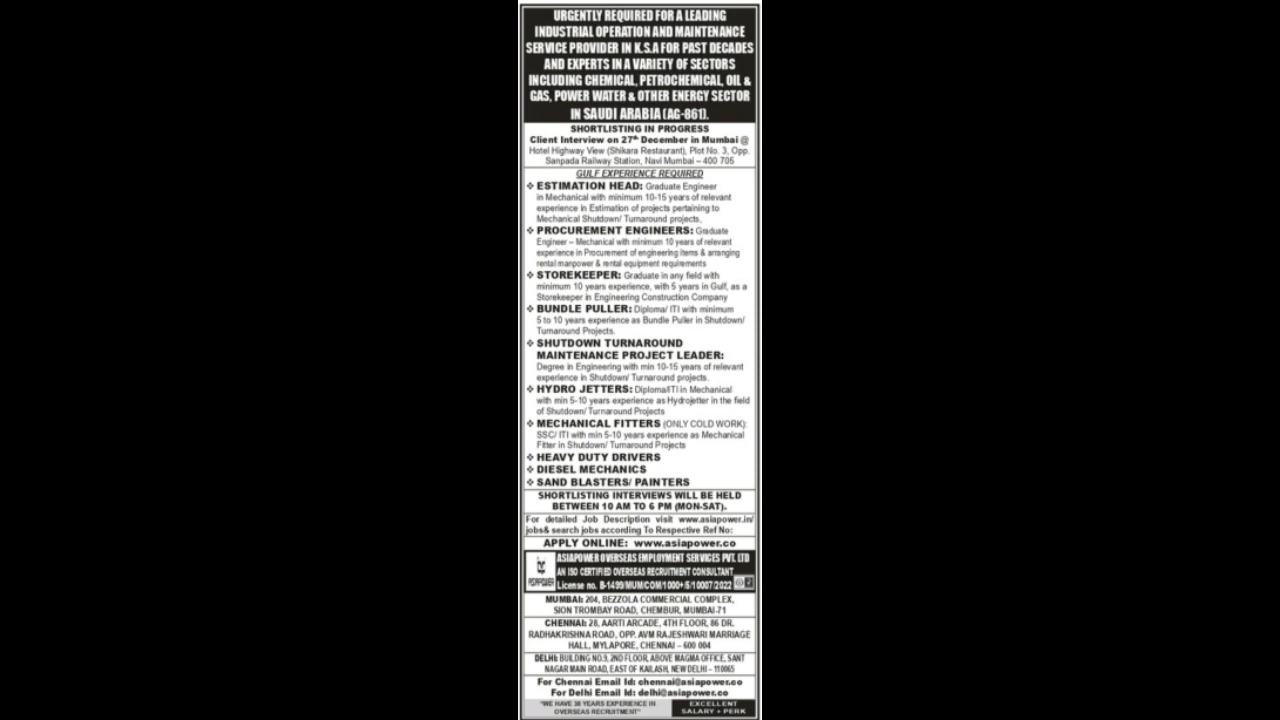 URGENTLY REQUIRED FOR A LEADING
INDUSTRIAL OPERATION AND MAINTENANCE
SERVICE PROVIDER IN K.S.A FOR PAST DECADES
AND EXPERTS IN A VARIETY OF SECTORS
INCLUDING CHEMICAL, PETROCHEMICAL, OIL &
GAS, POWER WATER & OTHER ENERGY SECTOR
IN SAUDI ARABIA (AG-861).
SHORTLISTING IN PROGRESS
Client Interview on 27th December in Mumbai @
Hotel Highway View (Shikara Restaurant), Plot No. 3, Opp.
Sanpada Railway Station, Navi Mumbai – 400 705
GULF EXPERIENCE REQUIRED
❖ ESTIMATION HEAD: Graduate Engineer
in Mechanical with minimum 10-15 years of relevant
experience in Estimation of projects pertaining to
Mechanical Shutdown/ Turnaround projects.
❖ PROCUREMENT ENGINEERS: Graduate
Engineer – Mechanical with minimum 10 years of relevant
experience in Procurement of engineering items & arranging
rental manpower & rental equipment requirements
❖ STOREKEEPER: Graduate in any field with
minimum 10 years experience, with 5 years in Gulf, as a
Storekeeper in Engineering Construction Company
❖ BUNDLE PULLER: Diploma/ ITI with minimum
5 to 10 years experience as Bundle Puller in Shutdown/
Turnaround Projects.
❖ SHUTDOWN TURNAROUND
MAINTENANCE PROJECT LEADER:
Degree in Engineering with min 10-15 years of relevant
experience in Shutdown/ Turnaround projects.
❖ HYDRO JETTERS: Diploma/ITI in Mechanical
with min 5-10 years experience as Hydrojetter in the field
of Shutdown/ Turnaround Projects
❖ MECHANICAL FITTERS (ONLY COLD WORK):
SSC/ ITI with min 5-10 years experience as Mechanical
Fitter in Shutdown/ Turnaround Projects
❖ HEAVY DUTY DRIVERS
❖ DIESEL MECHANICS
❖ SAND BLASTERS/ PAINTERS
SHORTLISTING INTERVIEWS WILL BE HELD
BETWEEN 10 AM TO 6 PM (MON-SAT).
For detailed Job Description visit www.asiapower.in/
jobs& search jobs according To Respective Ref No:
APPLY ONLINE: www.asiapower.co
ASIAPOWER OVERSEAS EMPLOYMENT SERVICES PVT. LTD
AN ISO CERTIFIED OVERSEAS RECRUITMENT CONSULTANT
ASIAPOWER
License no. B-1499/MUM/COM/1000+/5/10007/2022
MUMBAI: 204, BEZZOLA COMMERCIAL COMPLEX,
SION TROMBAY ROAD, CHEMBUR, MUMBAI-71
CHENNAI: 28, AARTI ARCADE, 4TH FLOOR, 86 DR.
RADHAKRISHNA ROAD, OPP. AVM RAJESHWARI MARRIAGE
HALL, MYLAPORE, CHENNAI – 600 004
DELHI: BUILDING NO.9, 2ND FLOOR, ABOVE MAGMA OFFICE, SANT
NAGAR MAIN ROAD, EAST OF KAILASH, NEW DELHI – 110065
For Chennai Email Id: chennai@asiapower.co
For Delhi Email Id: delhi@asiapower.co
"WE HAVE 38 YEARS EXPERIENCE IN
OVERSEAS RECRUITMENT"
EXCELLENT
SALARY + PERK